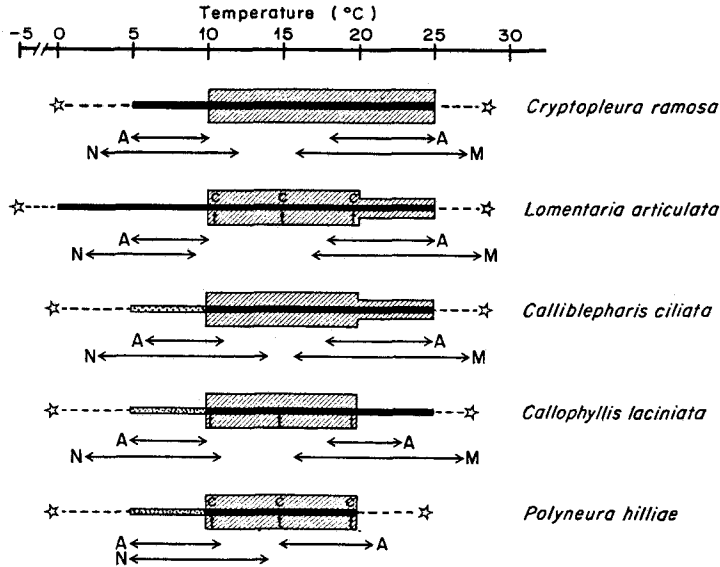 Temperature (°C)
-5 0 5 10 15 20 25 30
Cryptopleura ramosa
A A
N M
c c c
t t t
Lomentaria articulata
A A
N M
Calliblepharis ciliata
A A
N M
Callophyllis laciniata
t t t
A A
N M
c c c
t t t
Polyneura hilliae
A A
N